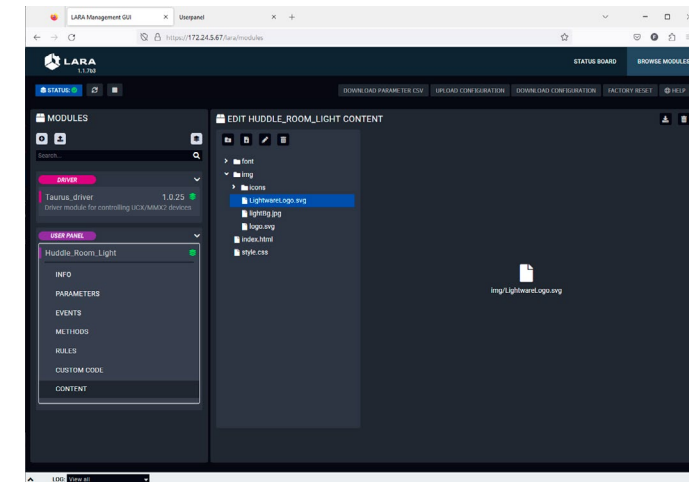 LARA Management GUI
Userpanel
https://172.24.5.67/lara/modules
LARA
1.1.7b3
STATUS BOARD
BROWSE MODULES
STATUS:
DOWNLOAD PARAMETER CSV
UPLOAD CONFIGURATION
DOWNLOAD CONFIGURATION
FACTORY RESET
HELP
MODULES
Search...
DRIVER
Taurus_driver 1.0.25
Driver module for controlling UCX/MMX2 devices
USER PANEL
Huddle_Room_Light
INFO
PARAMETERS
EVENTS
METHODS
RULES
CUSTOM CODE
CONTENT
EDIT HUDDLE_ROOM_LIGHT CONTENT
font
img
icons
LightwareLogo.svg
lightBg.jpg
logo.svg
index.html
style.css
img/LightwareLogo.svg
LOG: View all